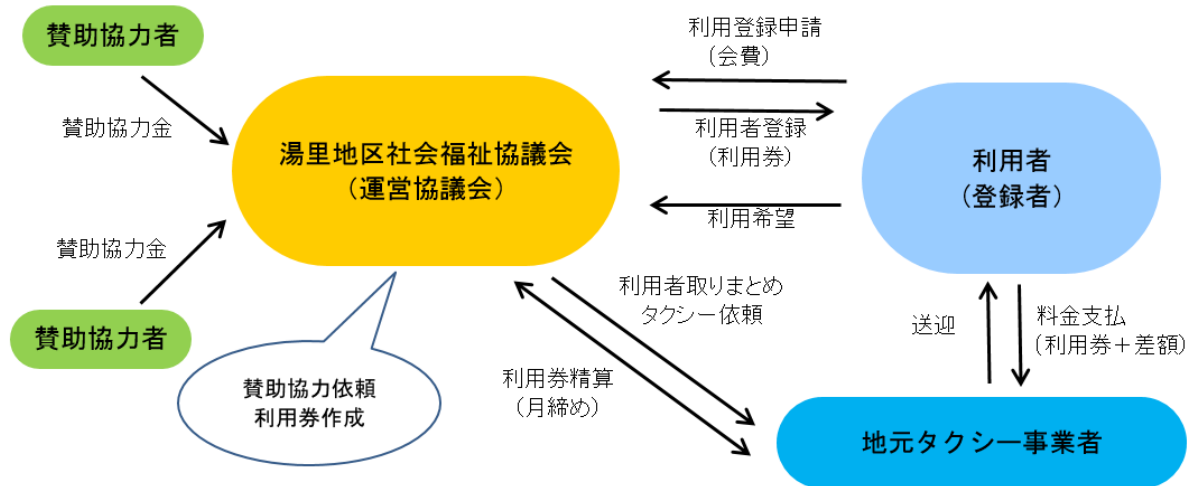 賛助協力者
賛助協力金
賛助協力金
賛助協力者
湯里地区社会福祉協議会
（運営協議会）
賛助協力依頼
利用券作成
利用登録申請
（会費）
利用者登録
（利用券）
利用希望
利用者
（登録者）
利用者取りまとめ
タクシー依頼
利用券精算
（月締め）
送迎
料金支払
(利用券＋差額)
地元タクシー事業者